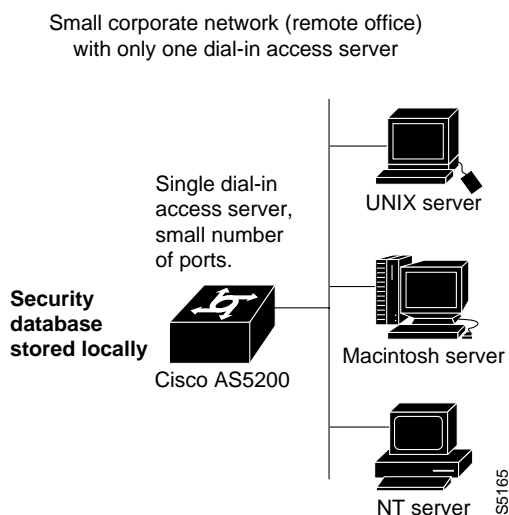 Small corporate network (remote office)
with only one dial-in access server
Single dial-in
access server,
small number
of ports.
Security
database
stored locally
Cisco AS5200
UNIX server
Macintosh server
NT server
S5165